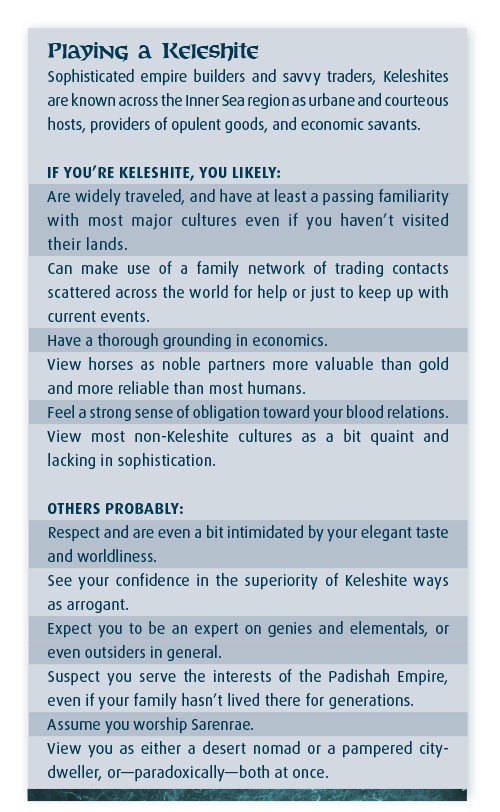 Playing a Keleshite
Sophisticated empire builders and savvy traders, Keleshites
are known across the Inner Sea region as urbane and courteous
hosts, providers of opulent goods, and economic savants.
IF YOU'RE KELESHITE, YOU LIKELY:
Are widely traveled, and have at least a passing familiarity
with most major cultures even if you haven't visited
their lands.
Can make use of a family network of trading contacts
scattered across the world for help or just to keep up with
current events.
Have a thorough grounding in economics.
View horses as noble partners more valuable than gold
and more reliable than most humans.
Feel a strong sense of obligation toward your blood relations.
View most non-Keleshite cultures as a bit quaint and
lacking in sophistication.
OTHERS PROBABLY:
Respect and are even a bit intimidated by your elegant taste
and worldliness.
See your confidence in the superiority of Keleshite ways
as arrogant.
Expect you to be an expert on genies and elementals, or
even outsiders in general.
Suspect you serve the interests of the Padishah Empire,
even if your family hasn't lived there for generations.
Assume you worship Sarenrae.
View you as either a desert nomad or a pampered city-
dweller, or—paradoxically—both at once.